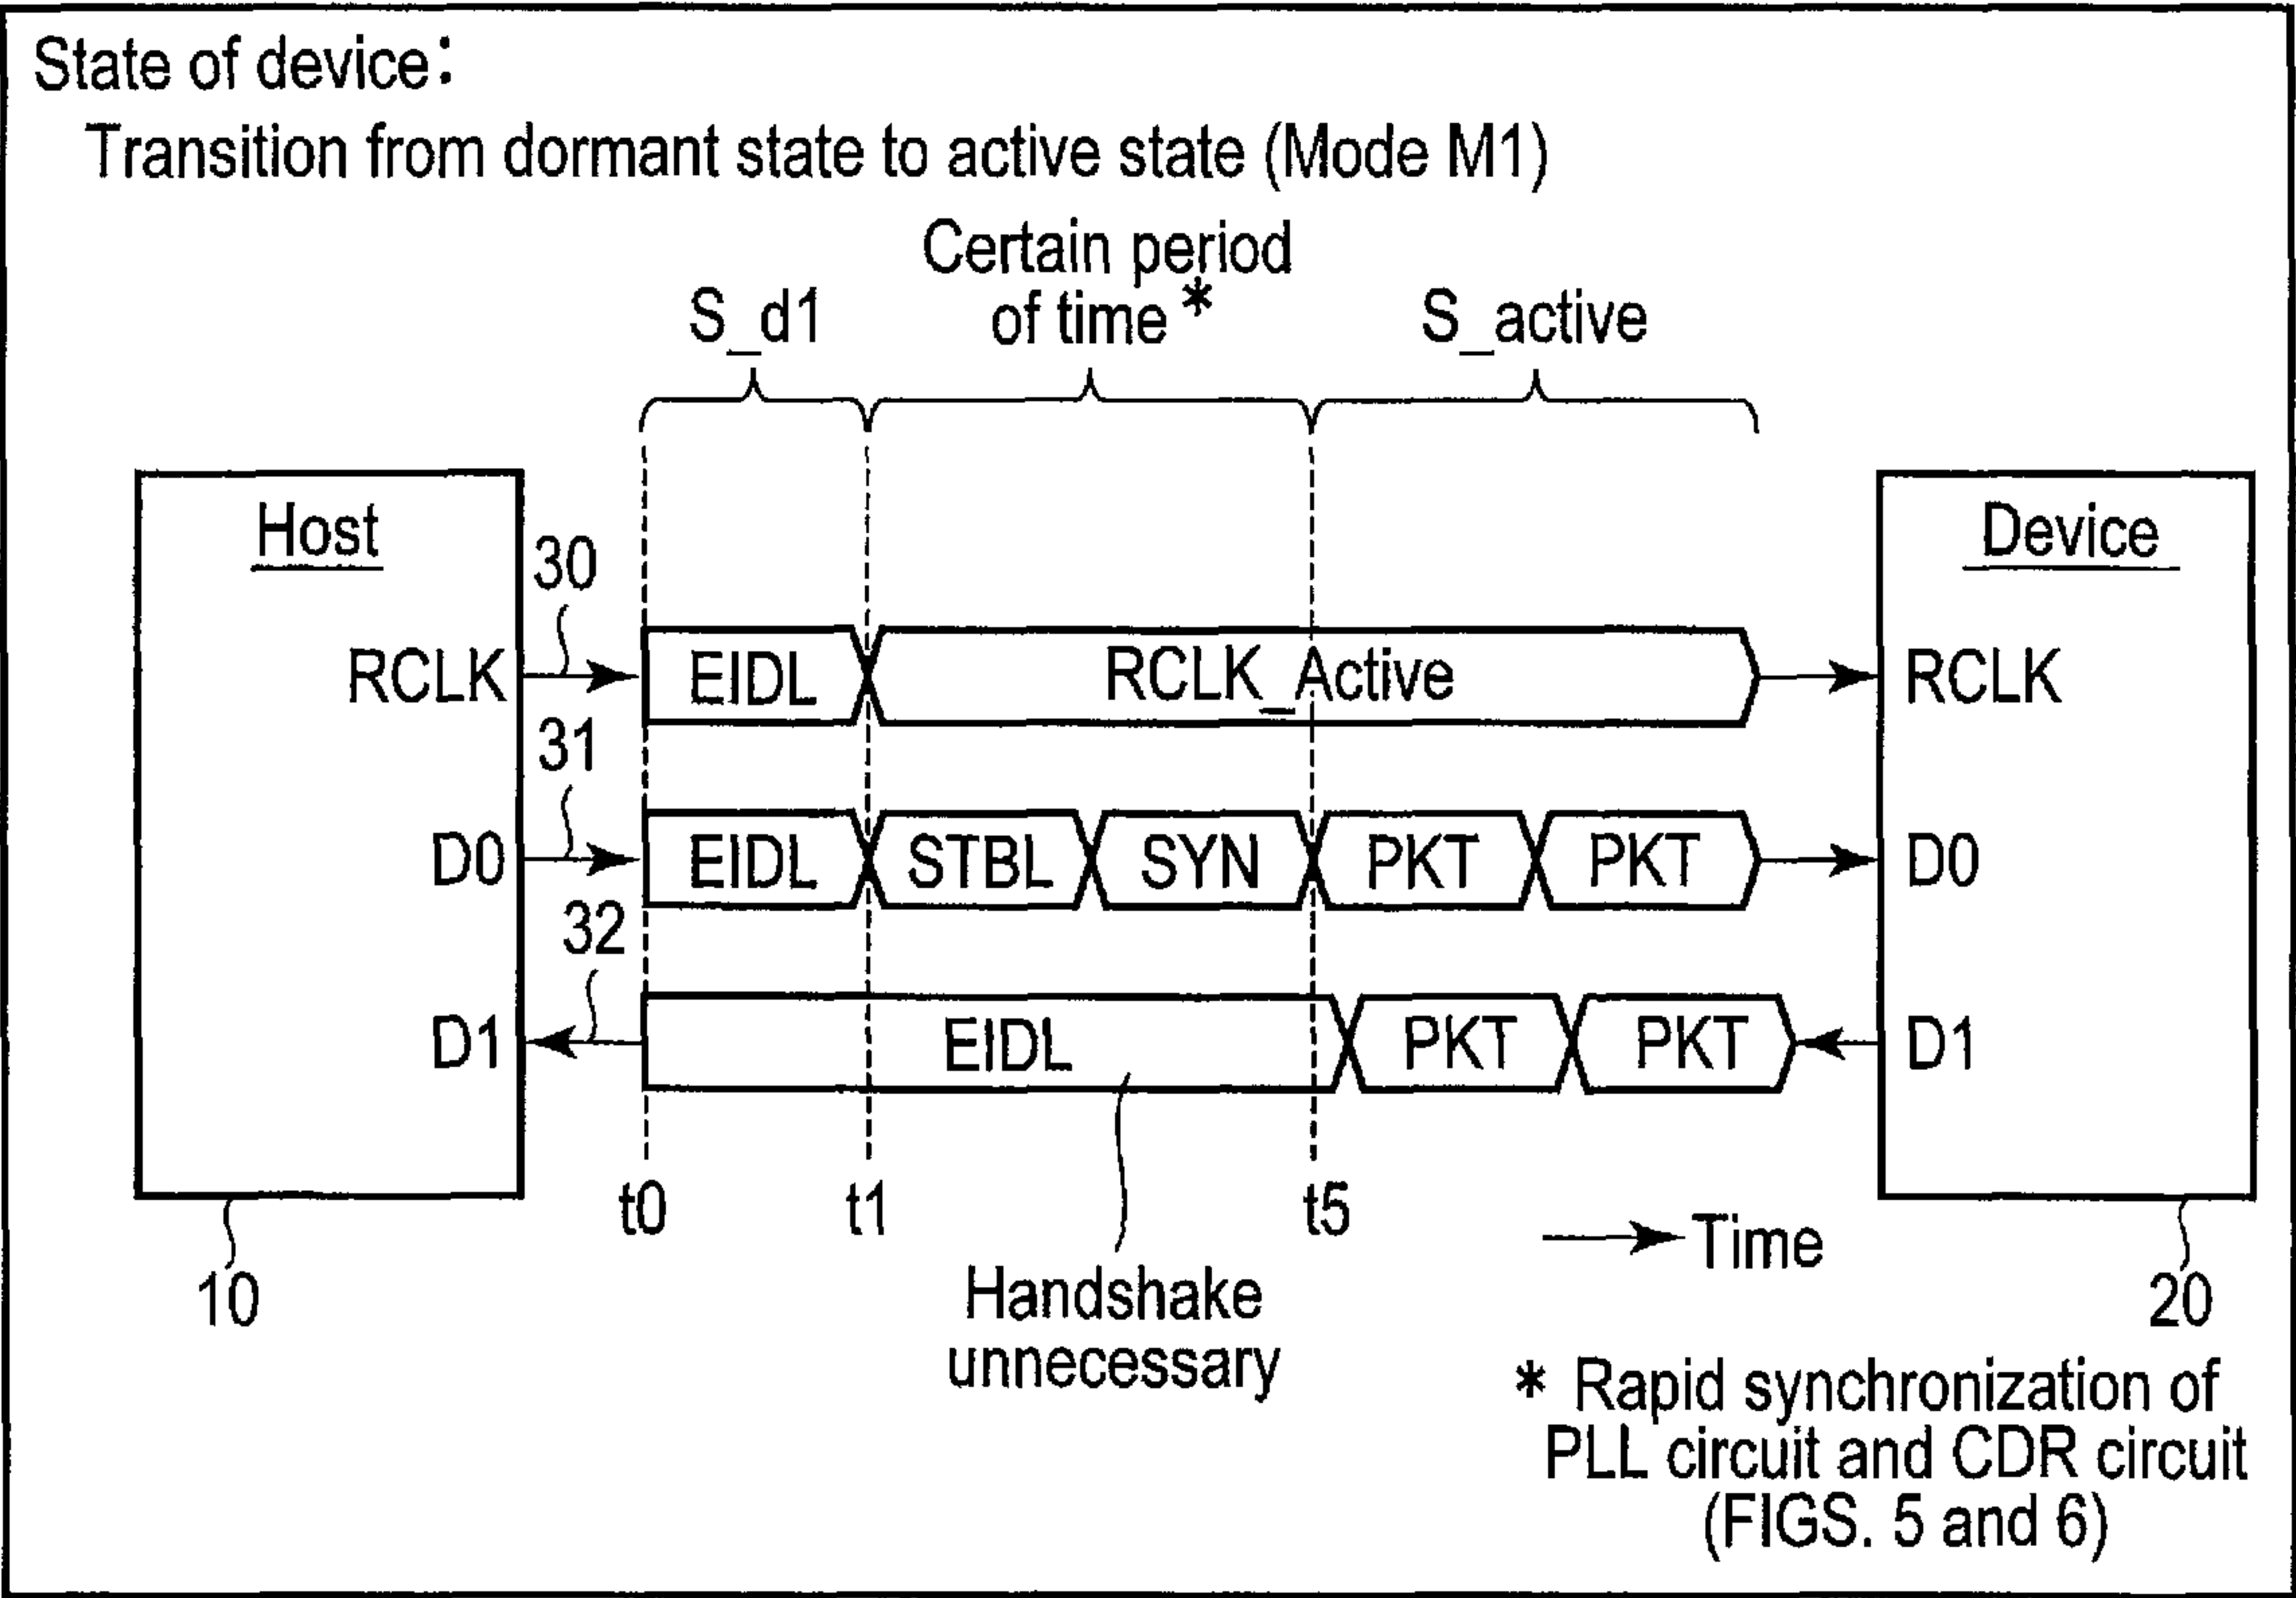 State of device:
Transition from dormant state to active state (Mode M1)
Certain period
of time *
S_d1
S_active
Host
Device
30
RCLK
EIDL
RCLK_Active
RCLK
31
D0
EIDL
STBL
SYN
PKT
PKT
D0
32
D1
EIDL
PKT
PKT
D1
t0
t1
t5
Time
10
20
Handshake
unnecessary
* Rapid synchronization of
PLL circuit and CDR circuit
(FIGS. 5 and 6)